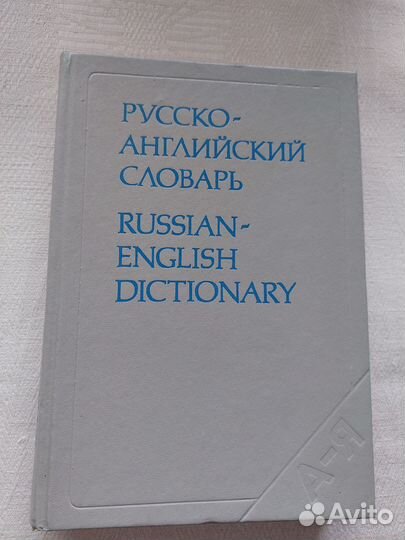 РУССКО-
АНГЛИЙСКИЙ
СЛОВАРЬ
RUSSIAN-
ENGLISH
DICTIONARY
А-Я
Avito